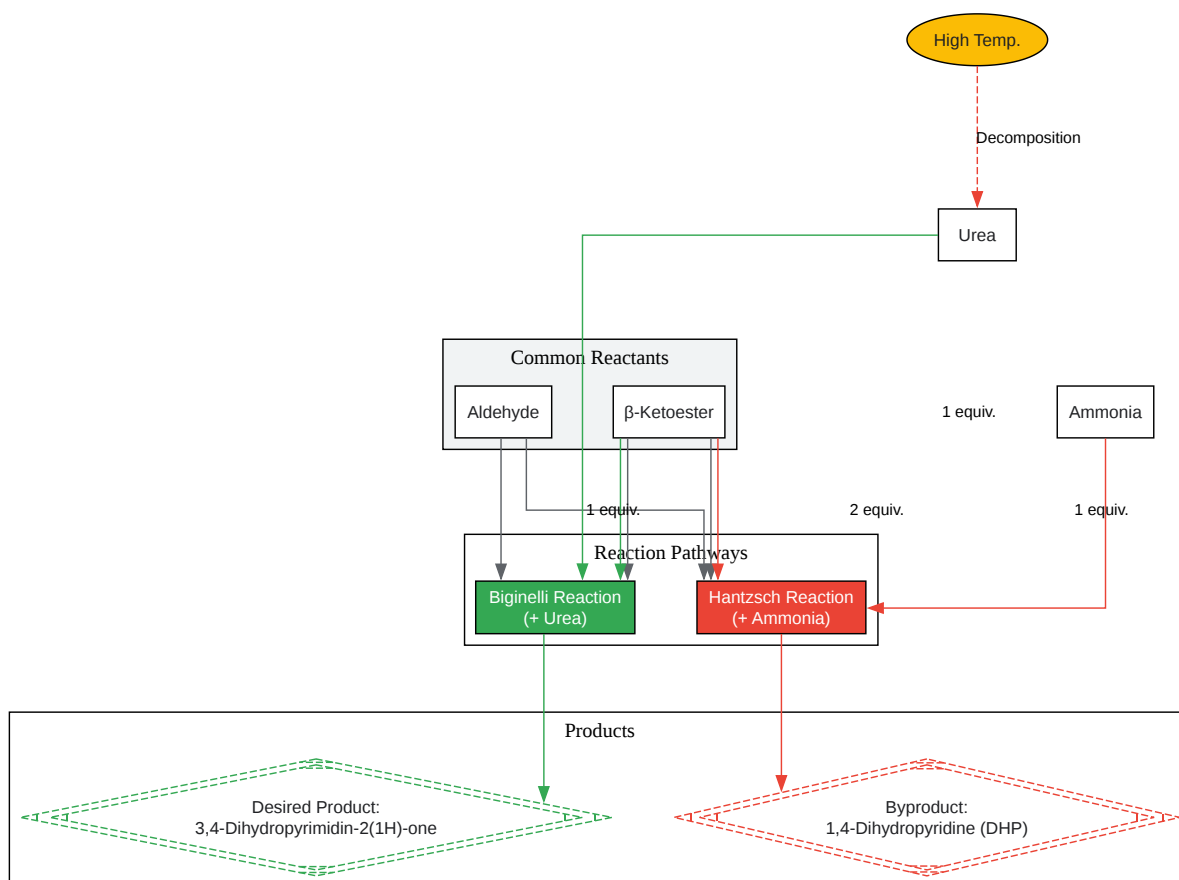 High Temp.
Decomposition
Urea
Common Reactants
Aldehyde
β-Ketoester
1 equiv.
Ammonia
1 equiv.
2 equiv.
1 equiv.
Reaction Pathways
Biginelli Reaction
(+ Urea)
Hantzsch Reaction
(+ Ammonia)
Products
Desired Product:
3,4-Dihydropyrimidin-2(1H)-one
Byproduct:
1,4-Dihydropyridine (DHP)